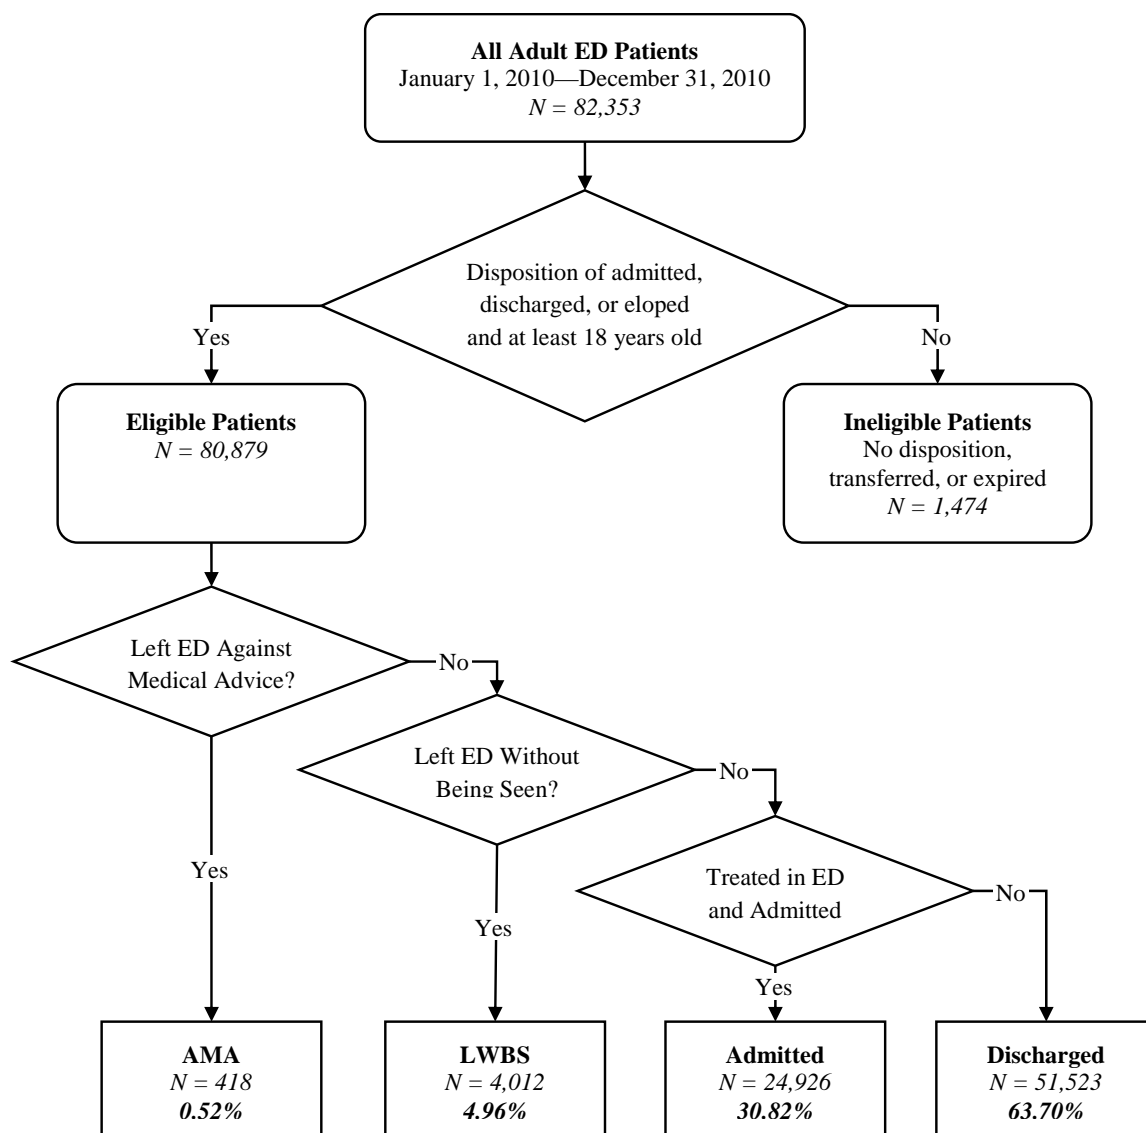 All Adult ED Patients
January 1, 2010—December 31, 2010
N = 82,353
Disposition of admitted,
discharged, or eloped
and at least 18 years old
Yes
No
Eligible Patients
N = 80,879
Ineligible Patients
No disposition,
transferred, or expired
N = 1,474
Left ED Against
Medical Advice?
No
Left ED Without
Being Seen?
No
Yes
Treated in ED
and Admitted
No
Yes
Yes
AMA
N = 418
0.52%
LWBS
N = 4,012
4.96%
Admitted
N = 24,926
30.82%
Discharged
N = 51,523
63.70%